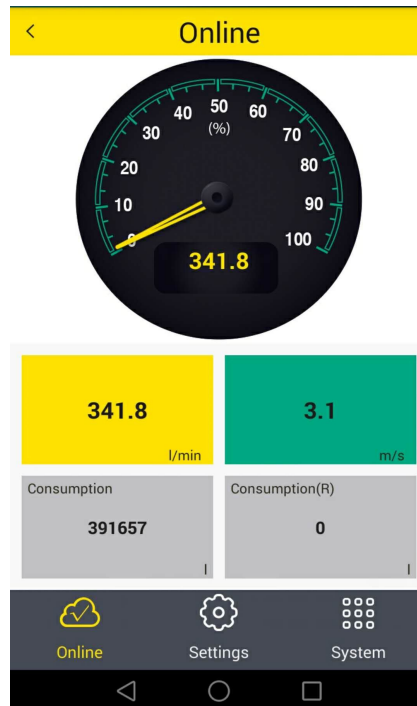 Online
50
40
60
(%)
30
70
20
80
10
90
0
100
341.8
341.8
l/min
3.1
m/s
Consumption
391657
l
Consumption(R)
0
l
Online
Settings
System